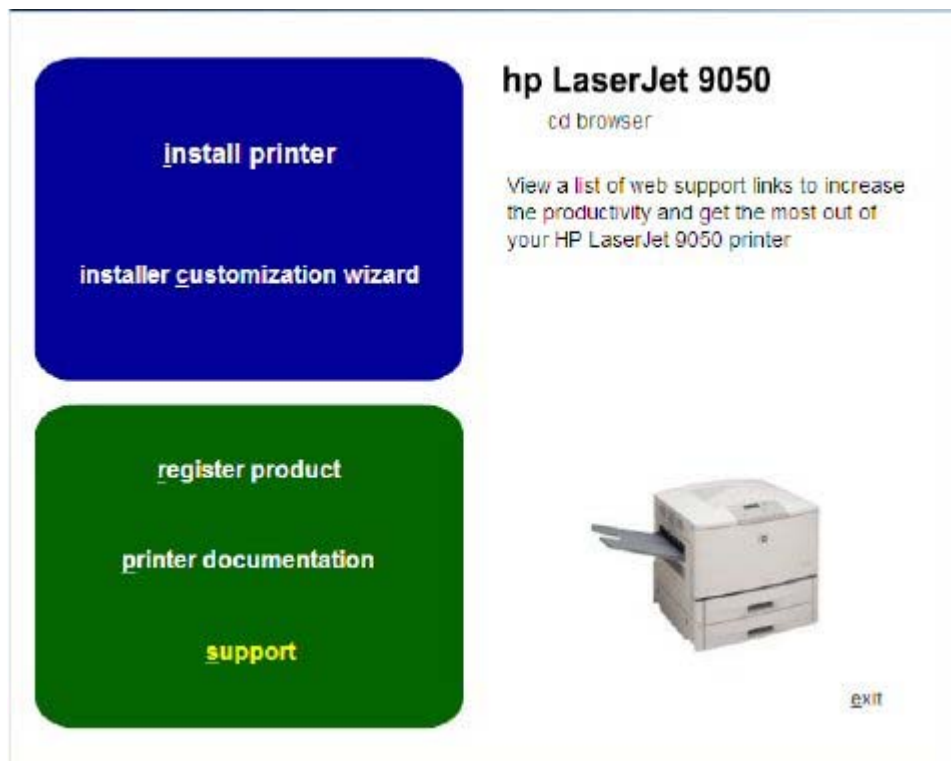 install printer
installer customization wizard
register product
printer documentation
support
hp LaserJet 9050
cd browser
View a list of web support links to increase
the productivity and get the most out of
your HP LaserJet 9050 printer
exit